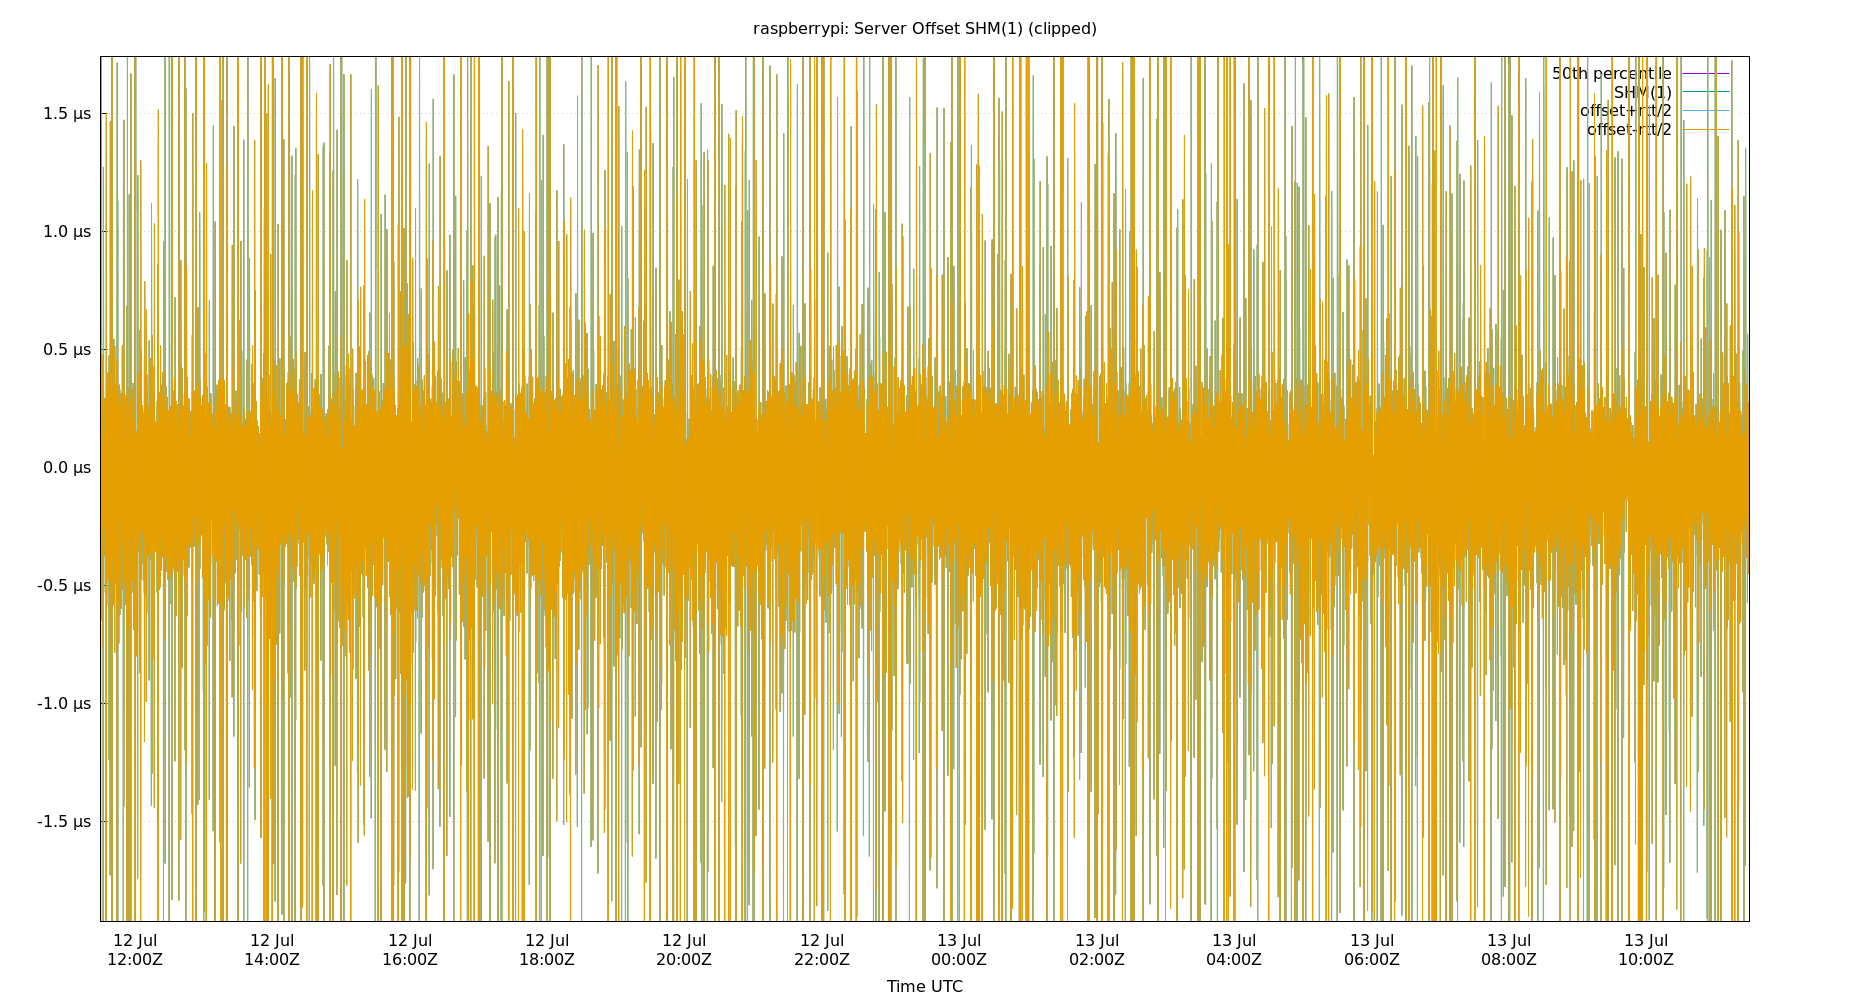 raspberrypi: Server Offset SHM(1) (clipped)
50th percentile
SHM(1)
offset+rtt/2
offset-rtt/2
1.5 µs
1.0 µs
0.5 µs
0.0 µs
-0.5 µs
-1.0 µs
-1.5 µs
12 Jul 12 Jul 12 Jul 12 Jul 12 Jul 12 Jul 13 Jul 13 Jul 13 Jul 13 Jul 13 Jul 13 Jul
12:00Z 14:00Z 16:00Z 18:00Z 20:00Z 22:00Z 00:00Z 02:00Z 04:00Z 06:00Z 08:00Z 10:00Z
Time UTC